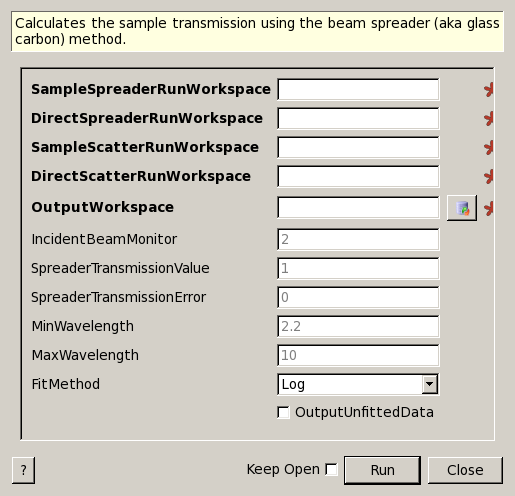 Calculates the sample transmission using the beam spreader (aka glass
carbon) method.
SampleSpreaderRunWorkspace
DirectSpreaderRunWorkspace
SampleScatterRunWorkspace
DirectScatterRunWorkspace
OutputWorkspace
IncidentBeamMonitor 2
SpreaderTransmissionValue 1
SpreaderTransmissionError 0
MinWavelength 2.2
MaxWavelength 10
FitMethod Log
OutputUnfittedData
? Keep Open Run Close